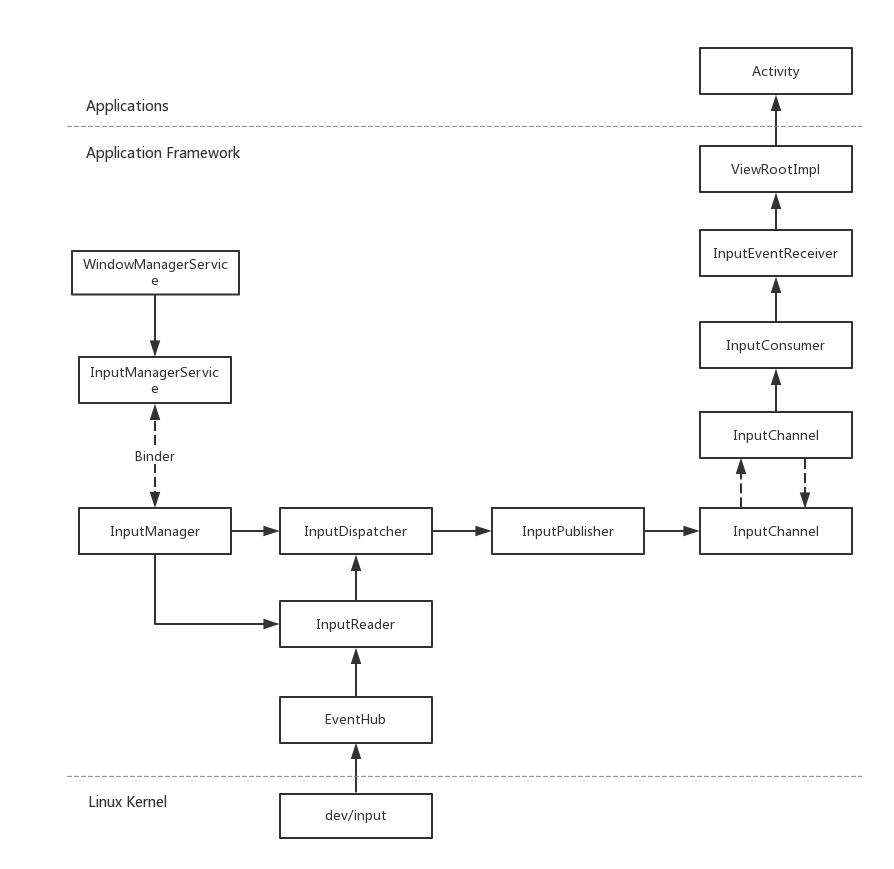 Activity
Applications
Application Framework
ViewRootImpl
InputEventReceiver
WindowManagerServic
e
InputConsumer
InputManagerServic
e
InputChannel
Binder
InputManager
InputDispatcher
InputPublisher
InputChannel
InputReader
EventHub
Linux Kernel
dev/input